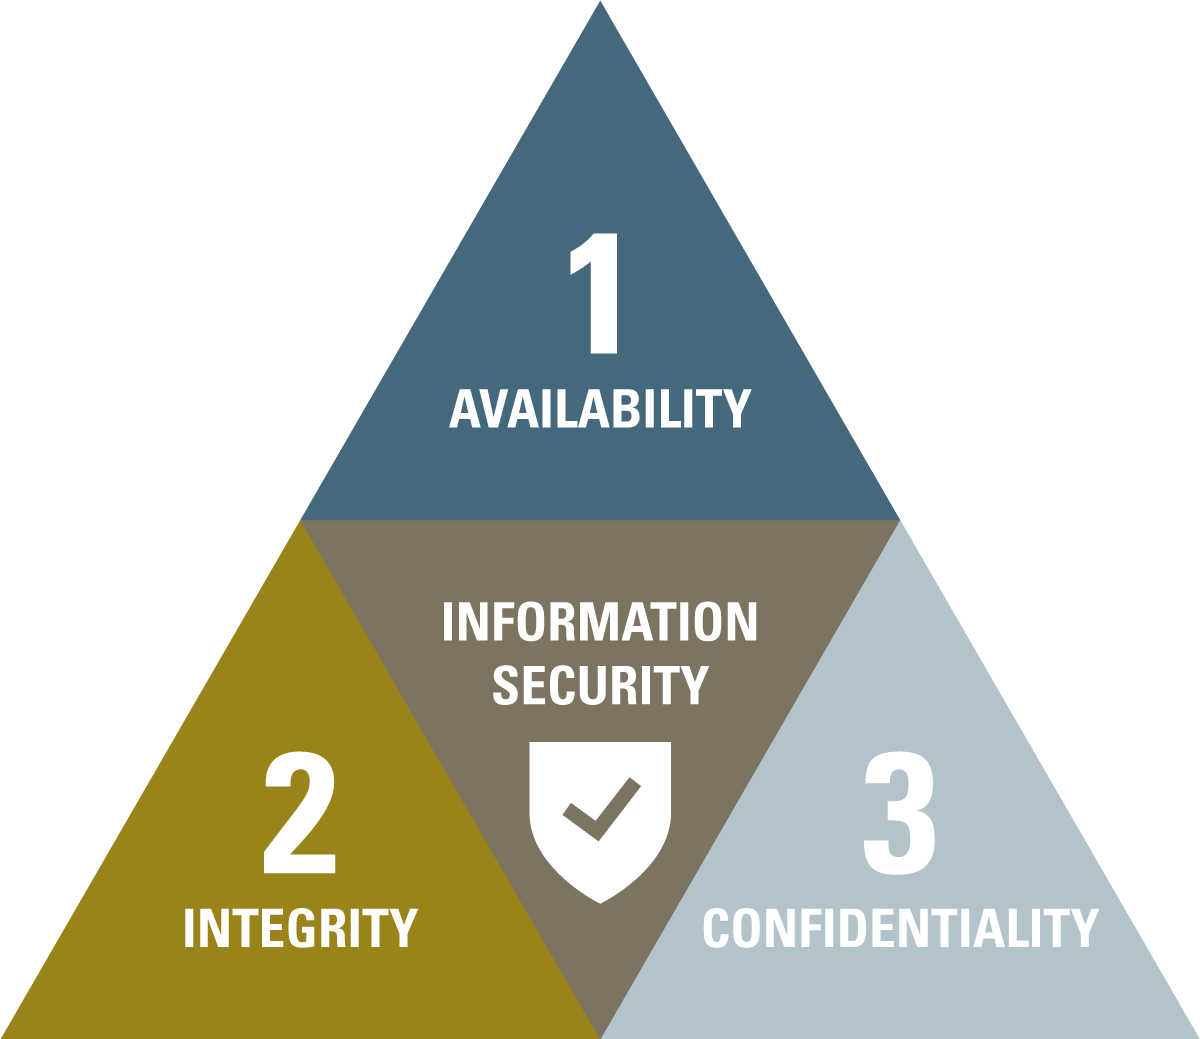 1
AVAILABILITY
INFORMATION
SECURITY
2
INTEGRITY
3
CONFIDENTIALITY